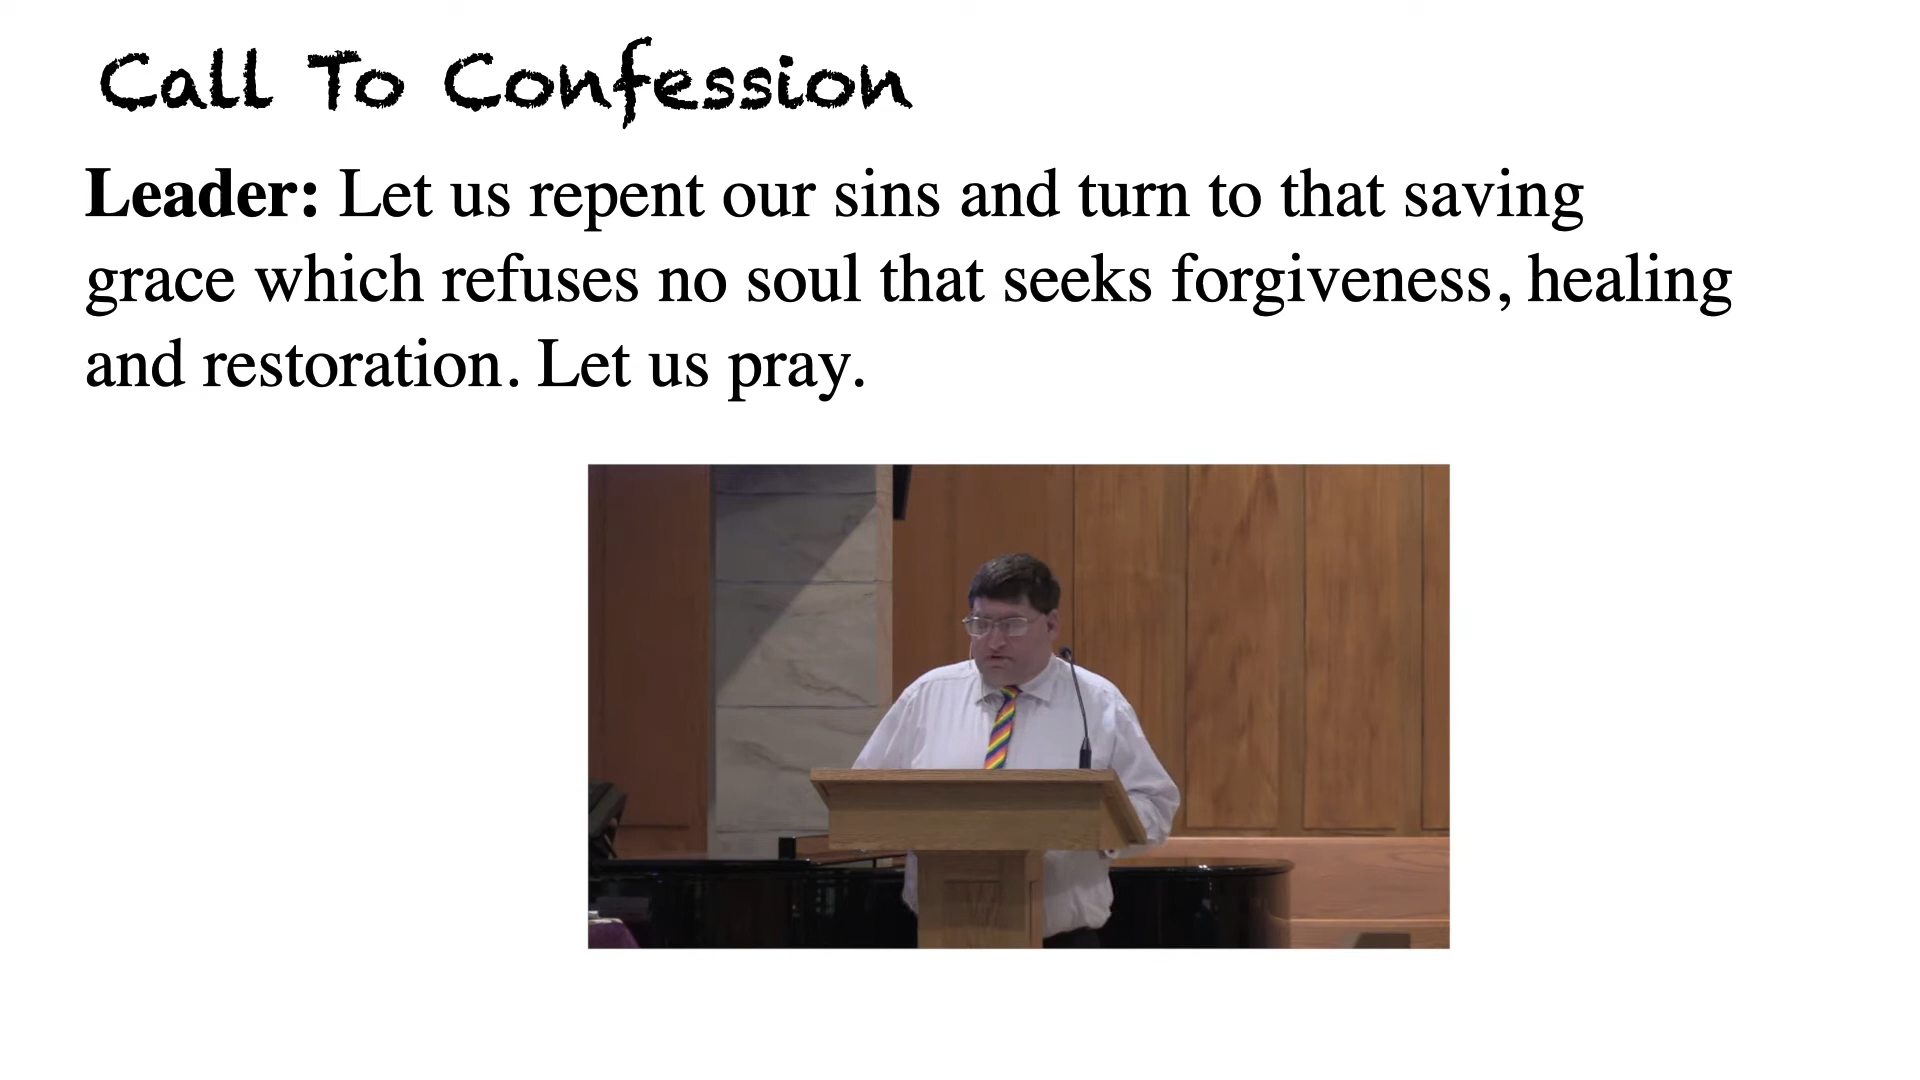 Call To Confession
Leader: Let us repent our sins and turn to that saving
grace which refuses no soul that seeks forgiveness, healing
and restoration. Let us pray.